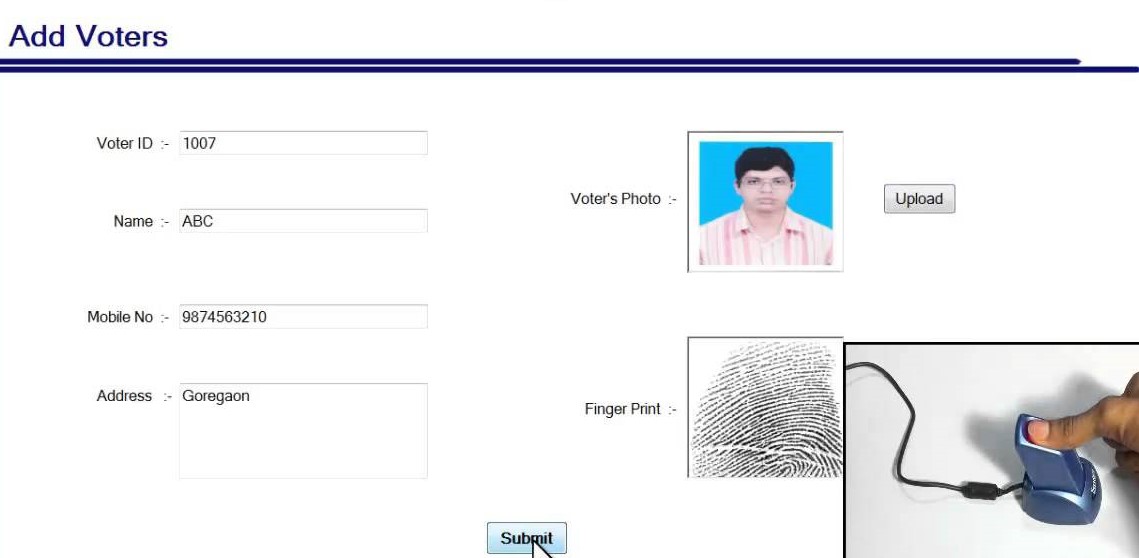 Add Voters
Voter ID :- 1007
Name :- ABC
Mobile No :- 9874563210
Address :- Goregaon
Voter's Photo :-
Upload
Finger Print :-
Submit